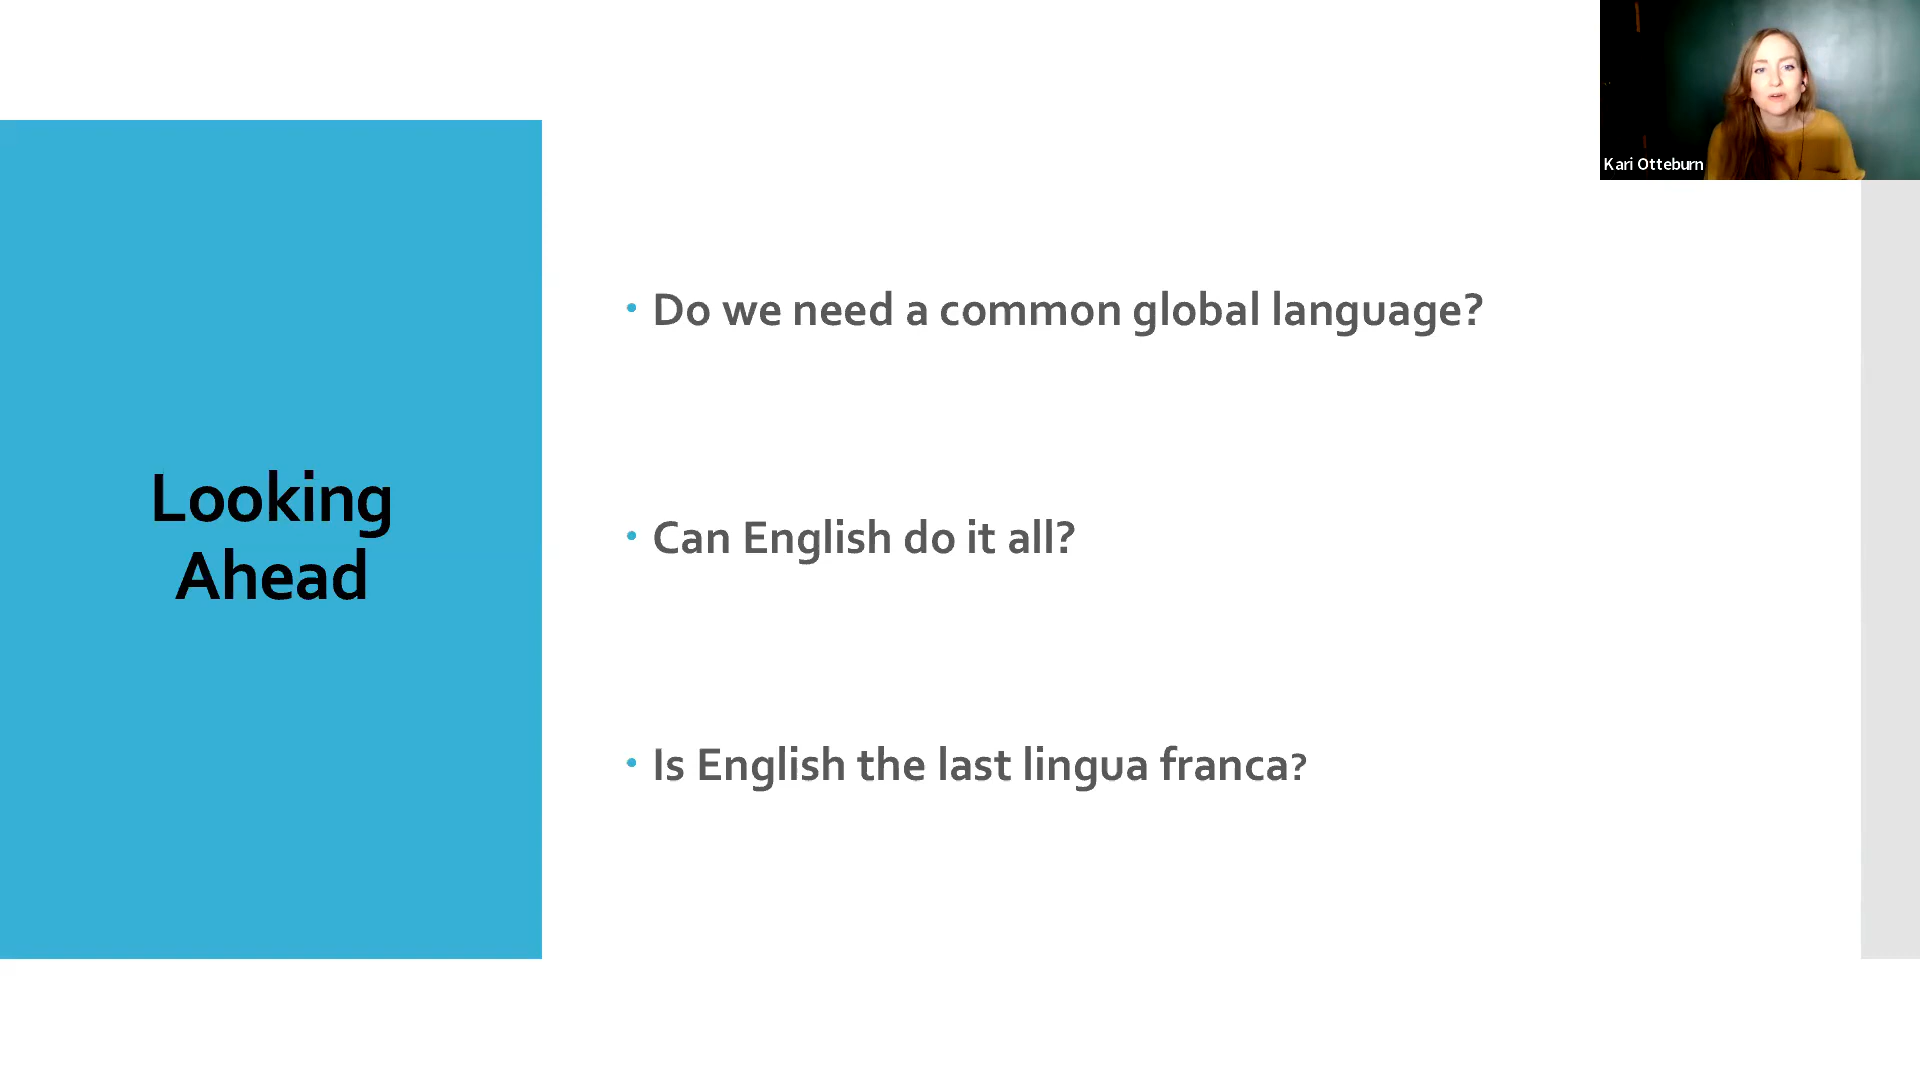 Kari Otteburn
Looking
Ahead
• Do we need a common global language?
• Can English do it all?
• Is English the last lingua franca?